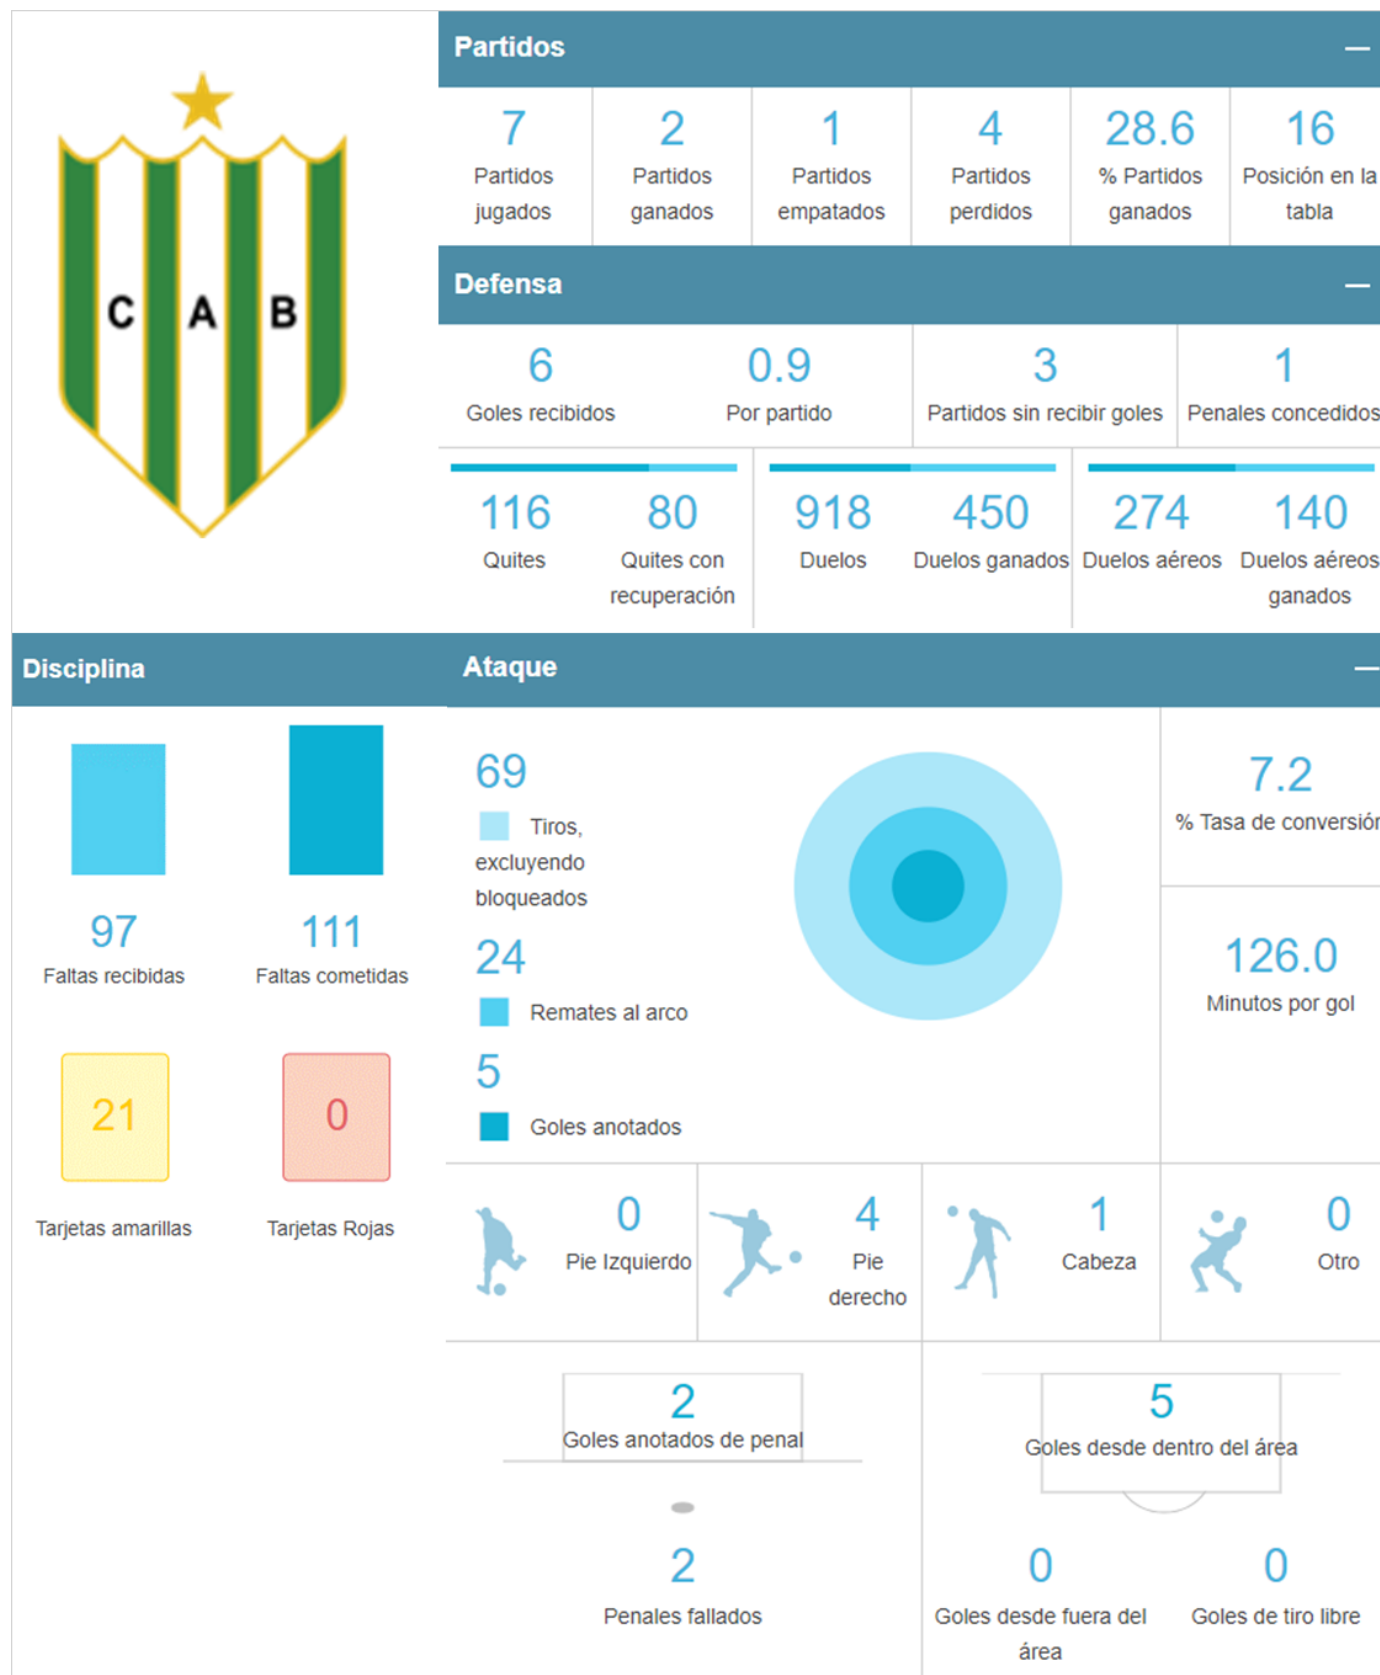 C A B
Partidos
7 2 1 4 28.6 16
Partidos Partidos Partidos Partidos % Partidos Posición en la
jugados ganados empatados perdidos ganados tabla
Defensa
6 0.9 3 1
Goles recibidos Por partido Partidos sin recibir goles Penales concedidos
116 80 918 450 274 140
Quites Quites con Duelos Duelos ganados Duelos aéreos Duelos aéreos
recuperación ganados
Disciplina
97 111
Faltas recibidas Faltas cometidas
21 0
Tarjetas amarillas Tarjetas Rojas
Ataque
69
Tiros,
excluyendo
bloqueados
24
Remates al arco
5
Goles anotados
7.2
% Tasa de conversión
126.0
Minutos por gol
0 4 1 0
Pie Izquierdo Pie Cabeza Otro
derecho
2
Goles anotados de penal
2
Penales fallados
5
Goles desde dentro del área
0 0
Goles desde fuera del Goles de tiro libre
área